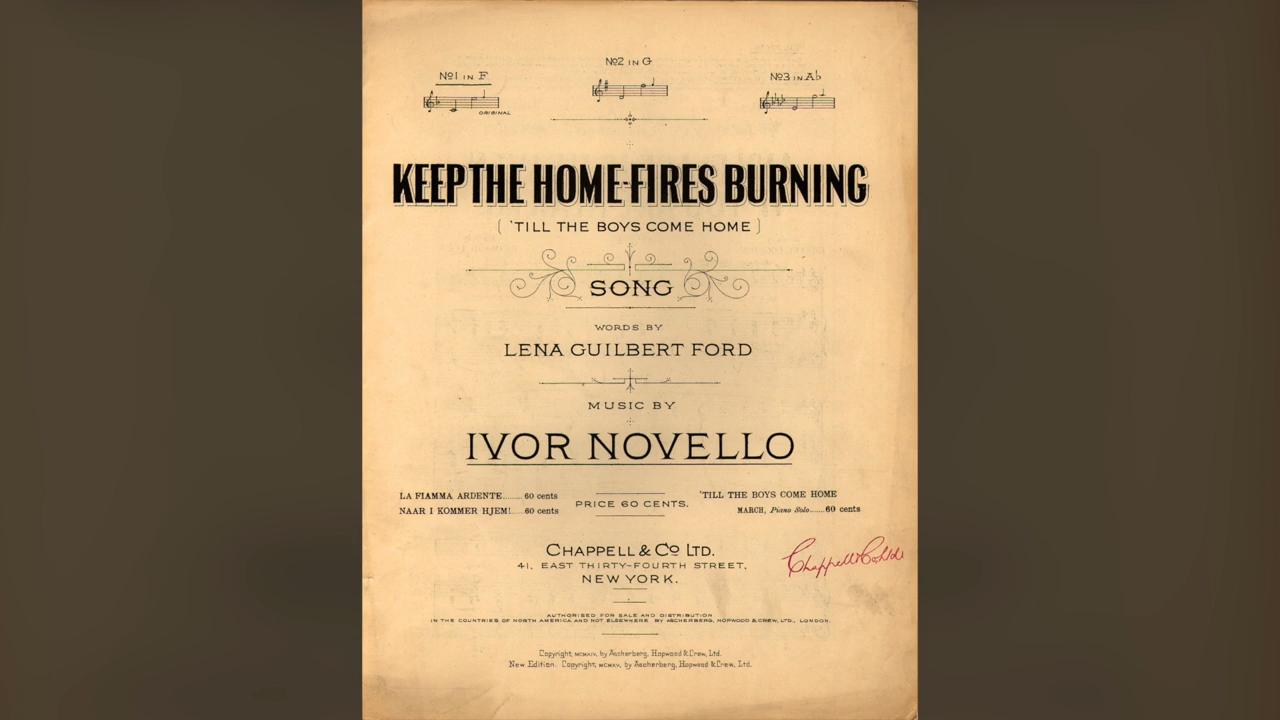 No1 IN F
No2 IN G
No3 IN Ab
ORIGINAL
KEEP THE HOME-FIRES BURNING
['TILL THE BOYS COME HOME]
SONG
WORDS BY
LENA GUILBERT FORD
MUSIC BY
IVOR NOVELLO
LA FIAMMA ARDENTE........60 cents
NAAR I KOMMER HJEM!.....60 cents
PRICE 60 CENTS.
'TILL THE BOYS COME HOME
MARCH, Piano Solo......60 cents
CHAPPELL & Co LTD.
41, EAST THIRTY-FOURTH STREET,
NEW YORK.
Chappell & Co. Ltd.
AUTHORISED FOR SALE AND DISTRIBUTION
IN THE COUNTRIES OF NORTH AMERICA AND NOT ELSEWHERE BY ASCHERBERG, HOPWOOD & CREW, LTD., LONDON.
Copyright, MCMXIV, by Ascherberg, Hopwood & Crew, Ltd.
New Edition. Copyright, MCMXV, by Ascherberg, Hopwood & Crew, Ltd.